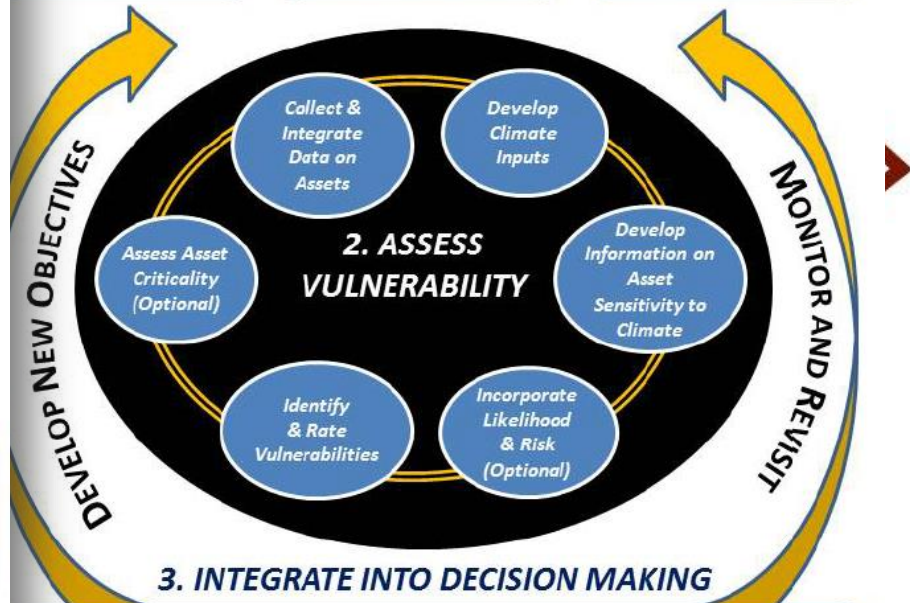 Collect &
Integrate
Data on
Assets
Develop
Climate
Inputs
DEVELOP NEW OBJECTIVES
MONITOR AND REVISIT
2. ASSESS
VULNERABILITY
Assess Asset
Criticality
(Optional)
Develop
Information on
Asset
Sensitivity to
Climate
Identify
& Rate
Vulnerabilities
Incorporate
Likelihood
& Risk
(Optional)
3. INTEGRATE INTO DECISION MAKING